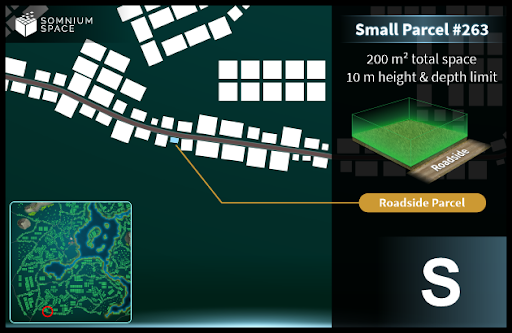 SOMNIUM
SPACE
Small Parcel #263
200 m² total space
10 m height & depth limit
Roadside
Roadside Parcel
S